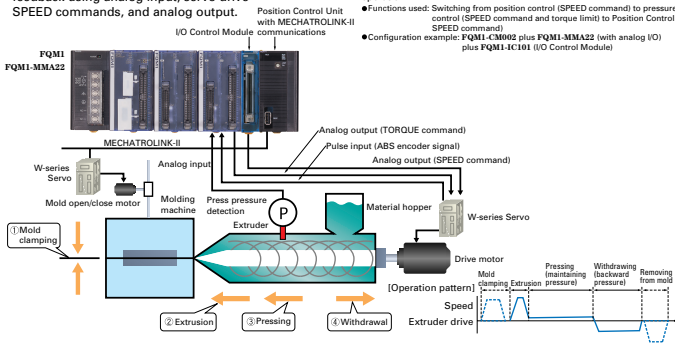 feedback using analog input, servo drive
SPEED commands, and analog output.
Position Control Unit
with MECHATROLINK-II
communications
I/O Control Module
●Functions used: Switching from position control (SPEED command) to pressure
control (SPEED command and torque limit) to Position Control
SPEED command)
●Configuration example: FQM1-CM002 plus FQM1-MMA22 (with analog I/O)
plus FQM1-IC101 (I/O Control Module)
FQM1
FQM1-MMA22
MECHATROLINK-II
Analog output (TORQUE command)
Pulse input (ABS encoder signal)
Analog output (SPEED command)
W-series
Servo
Analog input
Mold open/close motor
Molding
machine
Press pressure
detection
P
Extruder
Material hopper
W-series Servo
①Mold
clamping
Drive motor
②Extrusion
③Pressing
④Withdrawal
[Operation pattern]
Mold
clamping
Extrusion
Pressing
(maintaining
pressure)
Withdrawing
(backward
pressure)
Removing
from mold
Speed
Extruder drive